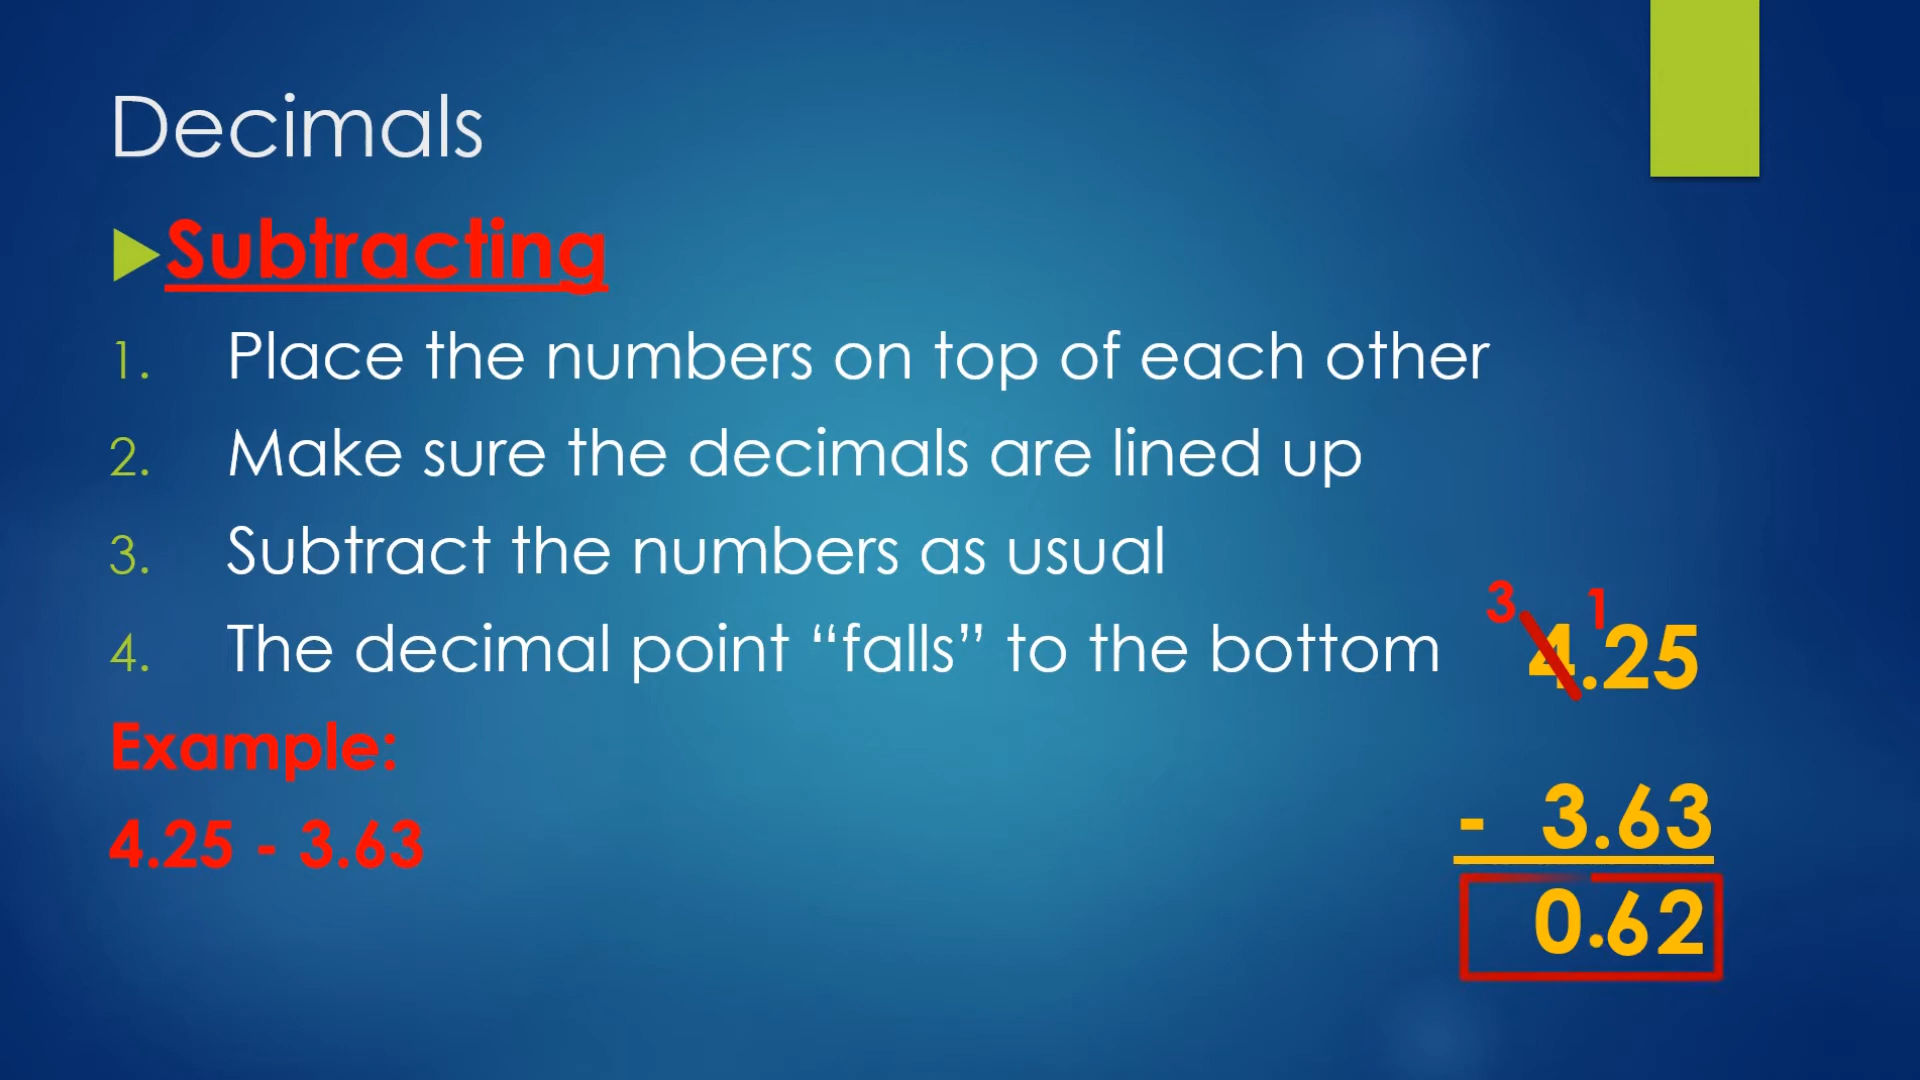 Decimals
Subtracting
1. Place the numbers on top of each other
2. Make sure the decimals are lined up
3. Subtract the numbers as usual
4. The decimal point “falls” to the bottom
Example:
4.25 - 3.63
3 1
4.25
- 3.63
0.62